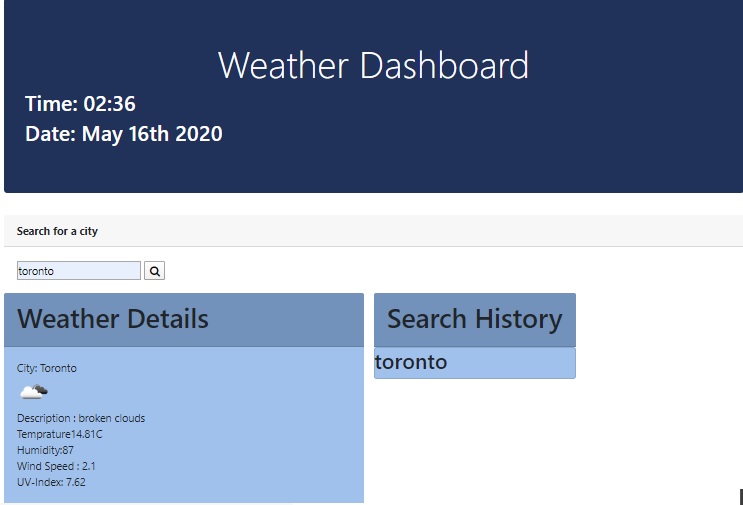 Weather Dashboard
Time: 02:36
Date: May 16th 2020
Search for a city
toronto
Weather Details
City: Toronto
Description : broken clouds
Temprature14.81C
Humidity:87
Wind Speed : 2.1
UV-Index: 7.62
Search History
toronto